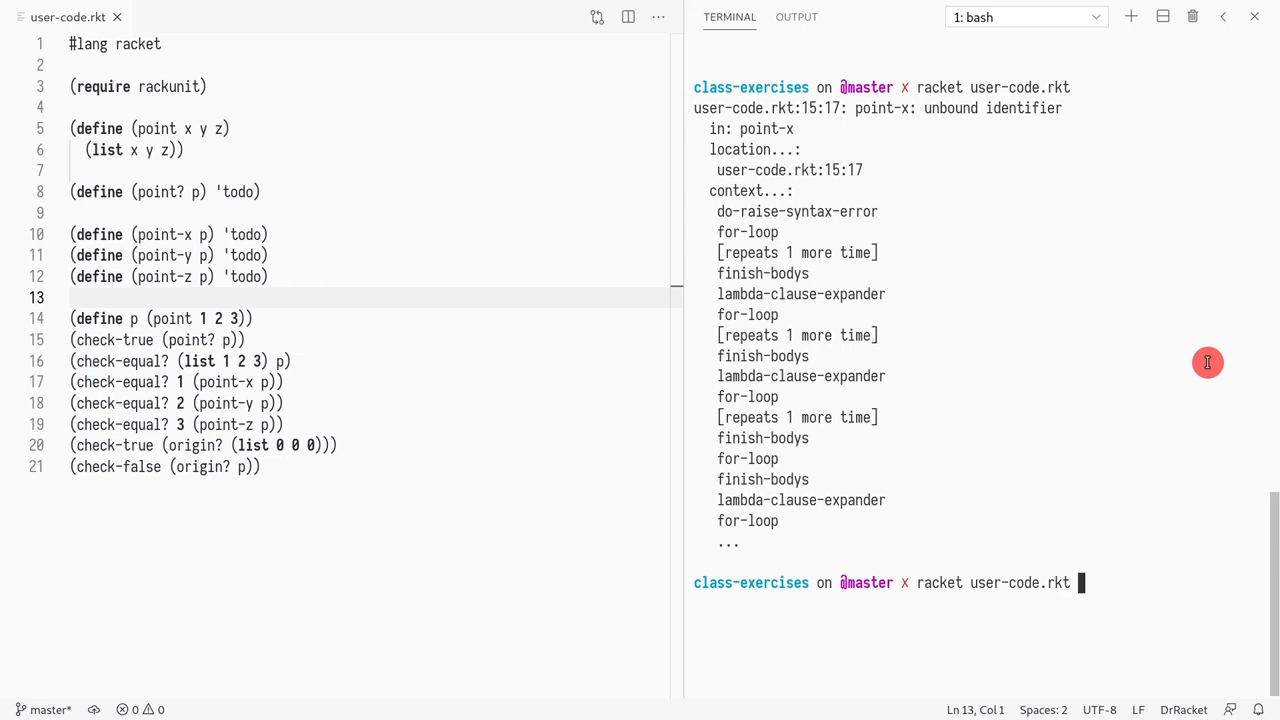 user-code.rkt
TERMINAL OUTPUT 1: bash
1 #lang racket
2
3 (require rackunit)
4
5 (define (point x y z)
6   (list x y z))
7
8 (define (point? p) 'todo)
9
10 (define (point-x p) 'todo)
11 (define (point-y p) 'todo)
12 (define (point-z p) 'todo)
13
14 (define p (point 1 2 3))
15 (check-true (point? p))
16 (check-equal? (list 1 2 3) p)
17 (check-equal? 1 (point-x p))
18 (check-equal? 2 (point-y p))
19 (check-equal? 3 (point-z p))
20 (check-true (origin? (list 0 0 0)))
21 (check-false (origin? p))
class-exercises on @master ✗ racket user-code.rkt
user-code.rkt:15:17: point-x: unbound identifier
  in: point-x
  location...:
   user-code.rkt:15:17
  context...:
   do-raise-syntax-error
   for-loop
   [repeats 1 more time]
   finish-bodys
   lambda-clause-expander
   for-loop
   [repeats 1 more time]
   finish-bodys
   lambda-clause-expander
   for-loop
   [repeats 1 more time]
   finish-bodys
   for-loop
   finish-bodys
   lambda-clause-expander
   for-loop
   ...
class-exercises on @master ✗ racket user-code.rkt
master* 0 0 Ln 13, Col 1 Spaces: 2 UTF-8 LF DrRacket